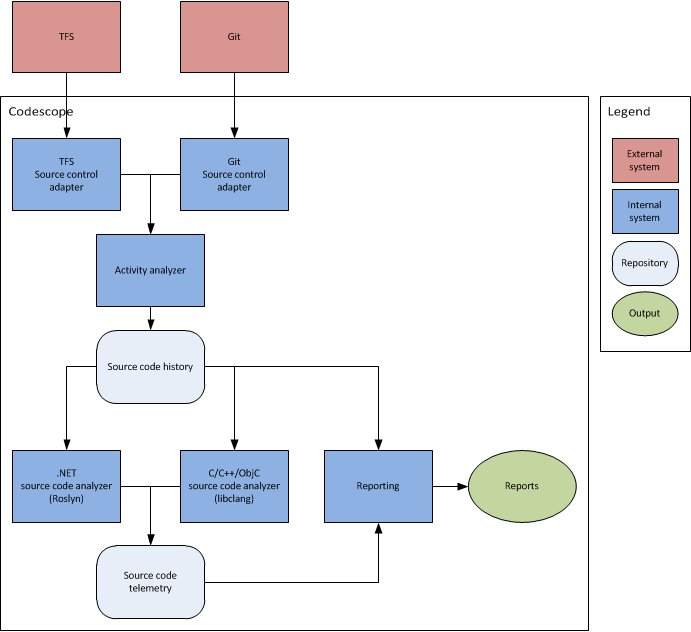 TFS
Git
Codescope
Legend
TFS
Source control
adapter
Git
Source control
adapter
External
system
Internal
system
Activity analyzer
Repository
Output
Source code history
.NET
source code analyzer
(Roslyn)
C/C++/ObjC
source code analyzer
(libclang)
Reporting
Reports
Source code
telemetry